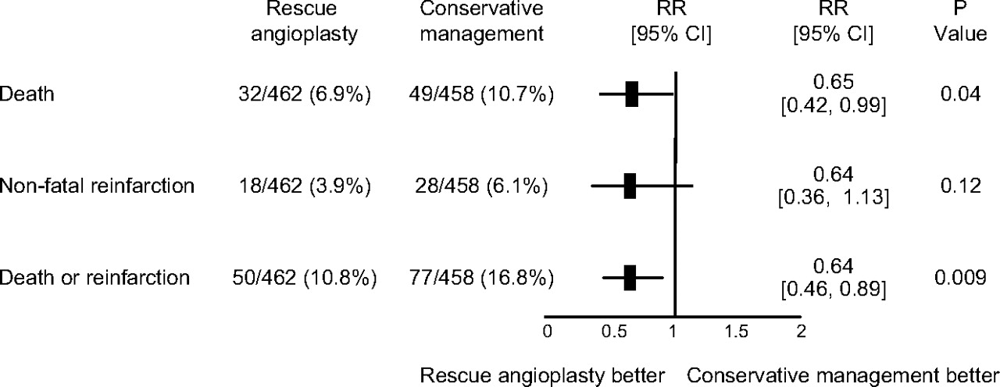 Rescue Conservative RR RR P
angioplasty management [95% CI] [95% CI] Value
Death 32/462 (6.9%) 49/458 (10.7%) 0.65 [0.42, 0.99] 0.04
Non-fatal reinfarction 18/462 (3.9%) 28/458 (6.1%) 0.64 [0.36, 1.13] 0.12
Death or reinfarction 50/462 (10.8%) 77/458 (16.8%) 0.64 [0.46, 0.89] 0.009
0 0.5 1 1.5 2
Rescue angioplasty better Conservative management better